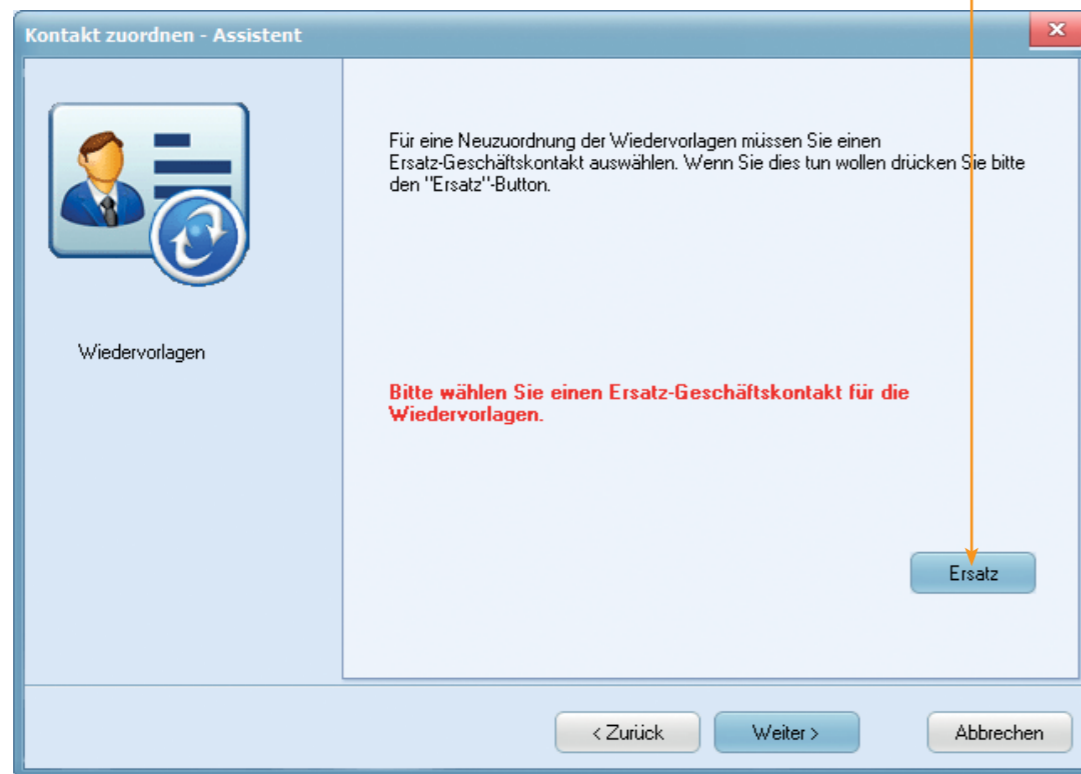 Kontakt zuordnen - Assistent
Für eine Neuzuordnung der Wiedervorlagen müssen Sie einen
Ersatz-Geschäftskontakt auswählen. Wenn Sie dies tun wollen drücken Sie bitte
den "Ersatz"-Button.
Wiedervorlagen
Bitte wählen Sie einen Ersatz-Geschäftskontakt für die
Wiedervorlagen.
Ersatz
< Zurück
Weiter >
Abbrechen